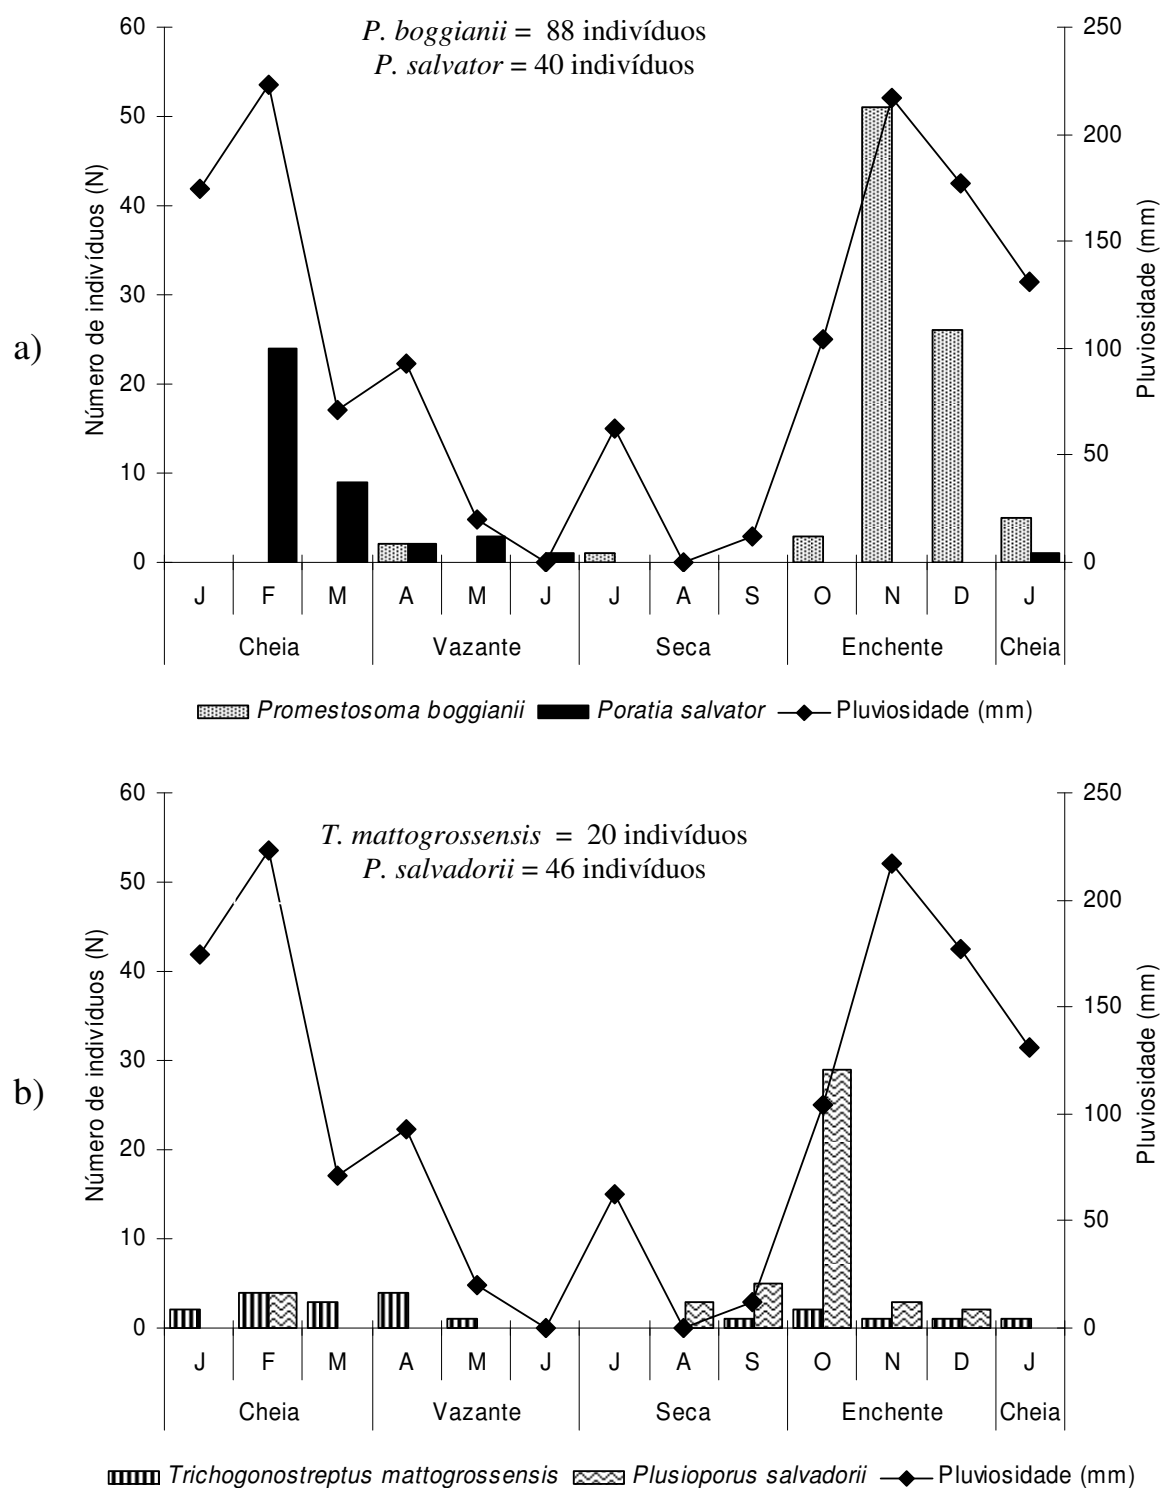 P. boggianii = 88 indivíduos
P. salvator = 40 indivíduos
a)
Número de indivíduos (N)
60
50
40
30
20
10
0
250
200
150
100
50
0
Pluviosidade (mm)
J F M A M J J A S O N D J
Cheia Vazante Seca Enchente Cheia
Promestosoma boggianii Poratia salvator Pluviosidade (mm)
T. mattogrossensis = 20 indivíduos
P. salvadorii = 46 indivíduos
b)
Número de indivíduos (N)
60
50
40
30
20
10
0
250
200
150
100
50
0
Pluviosidade (mm)
J F M A M J J A S O N D J
Cheia Vazante Seca Enchente Cheia
Trichogonostreptus mattogrossensis Plusioporus salvadorii Pluviosidade (mm)